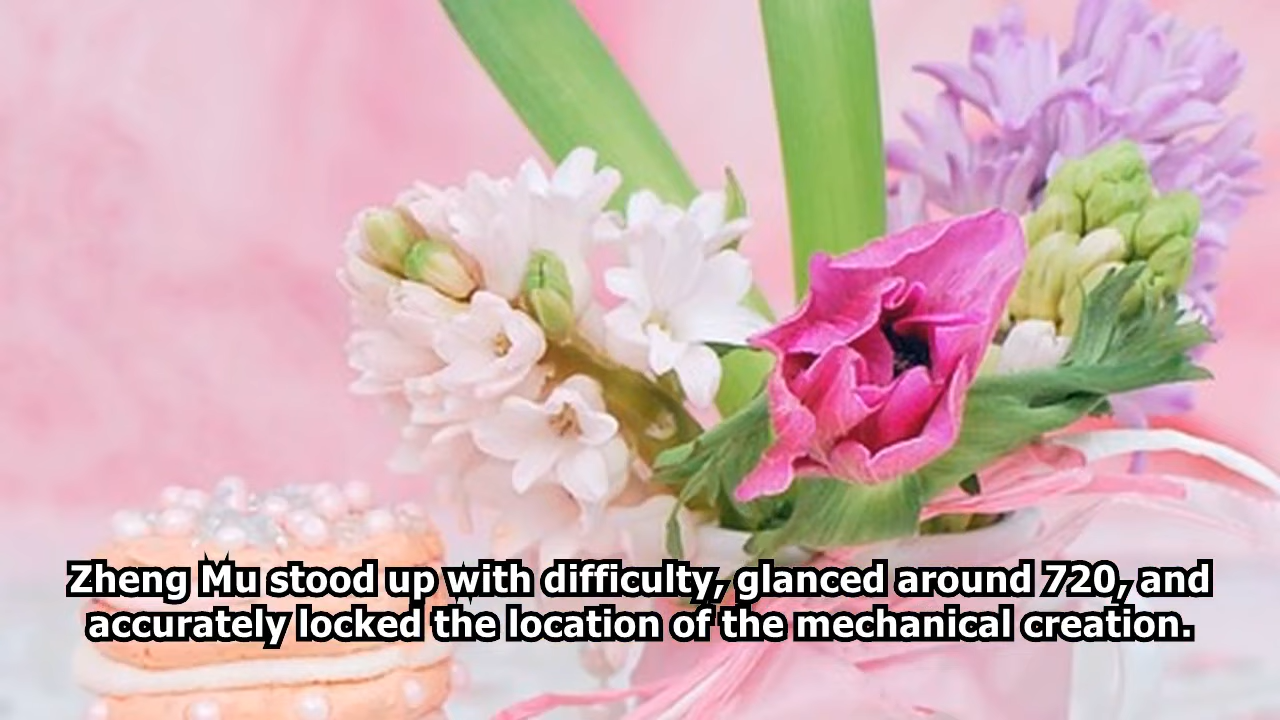 Zheng Mu stood up with difficulty, glanced around 720, and
accurately locked the location of the mechanical creation.